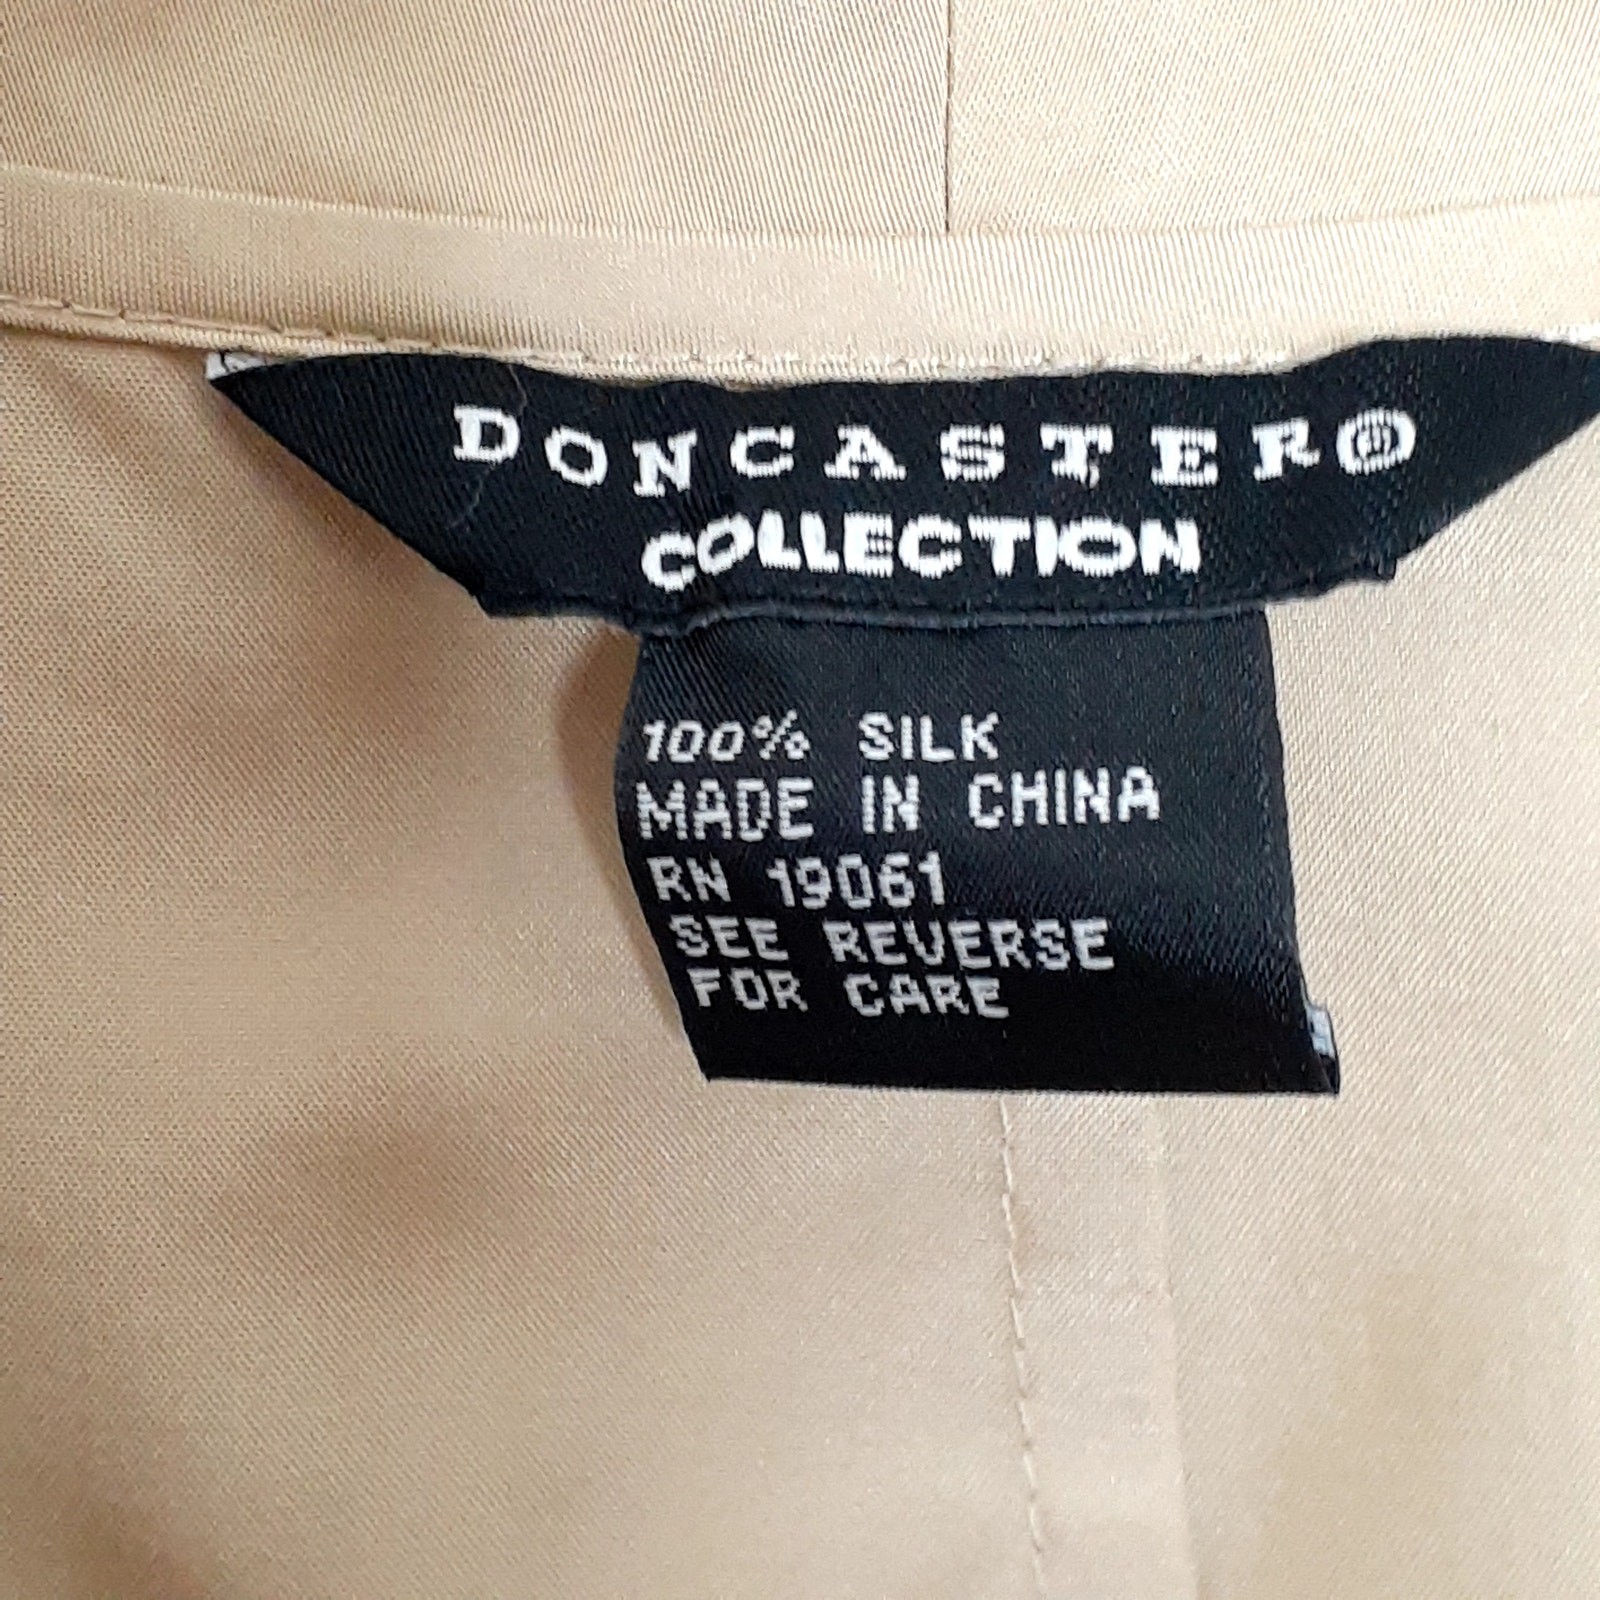 DONCASTER®
COLLECTION
100% SILK
MADE IN CHINA
RN 19061
SEE REVERSE
FOR CARE